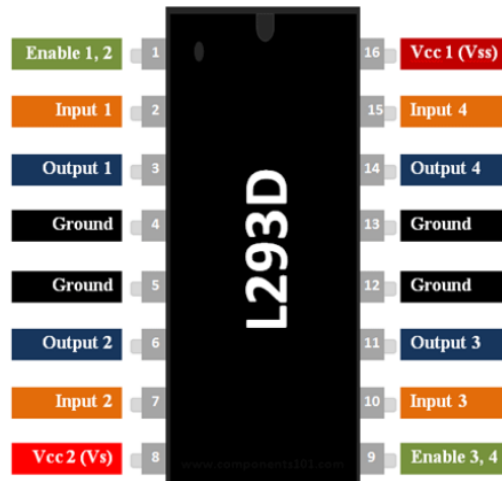 Enable 1, 2
1
16
Vcc 1 (Vss)
Input 1
2
15
Input 4
Output 1
3
14
Output 4
Ground
4
13
Ground
L293D
Ground
5
12
Ground
Output 2
6
11
Output 3
Input 2
7
10
Input 3
Vcc 2 (Vs)
8
www.components101.com
9
Enable 3, 4